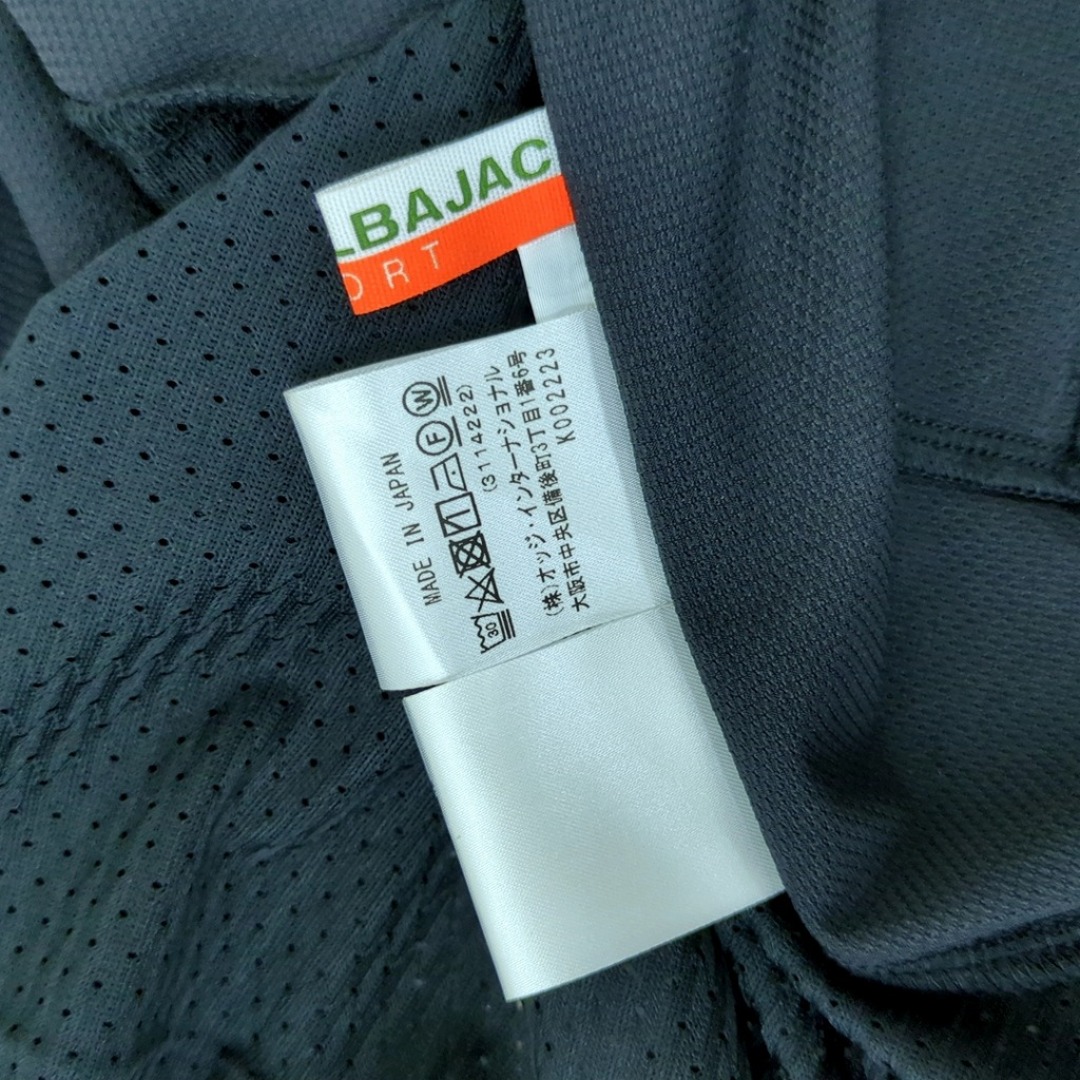 LBAJAC
ORT
MADE IN JAPAN
30 F W
(3114222)
(株)オッジ・インターナショナル
大阪市中央区備後町3丁目1番6号
K002223